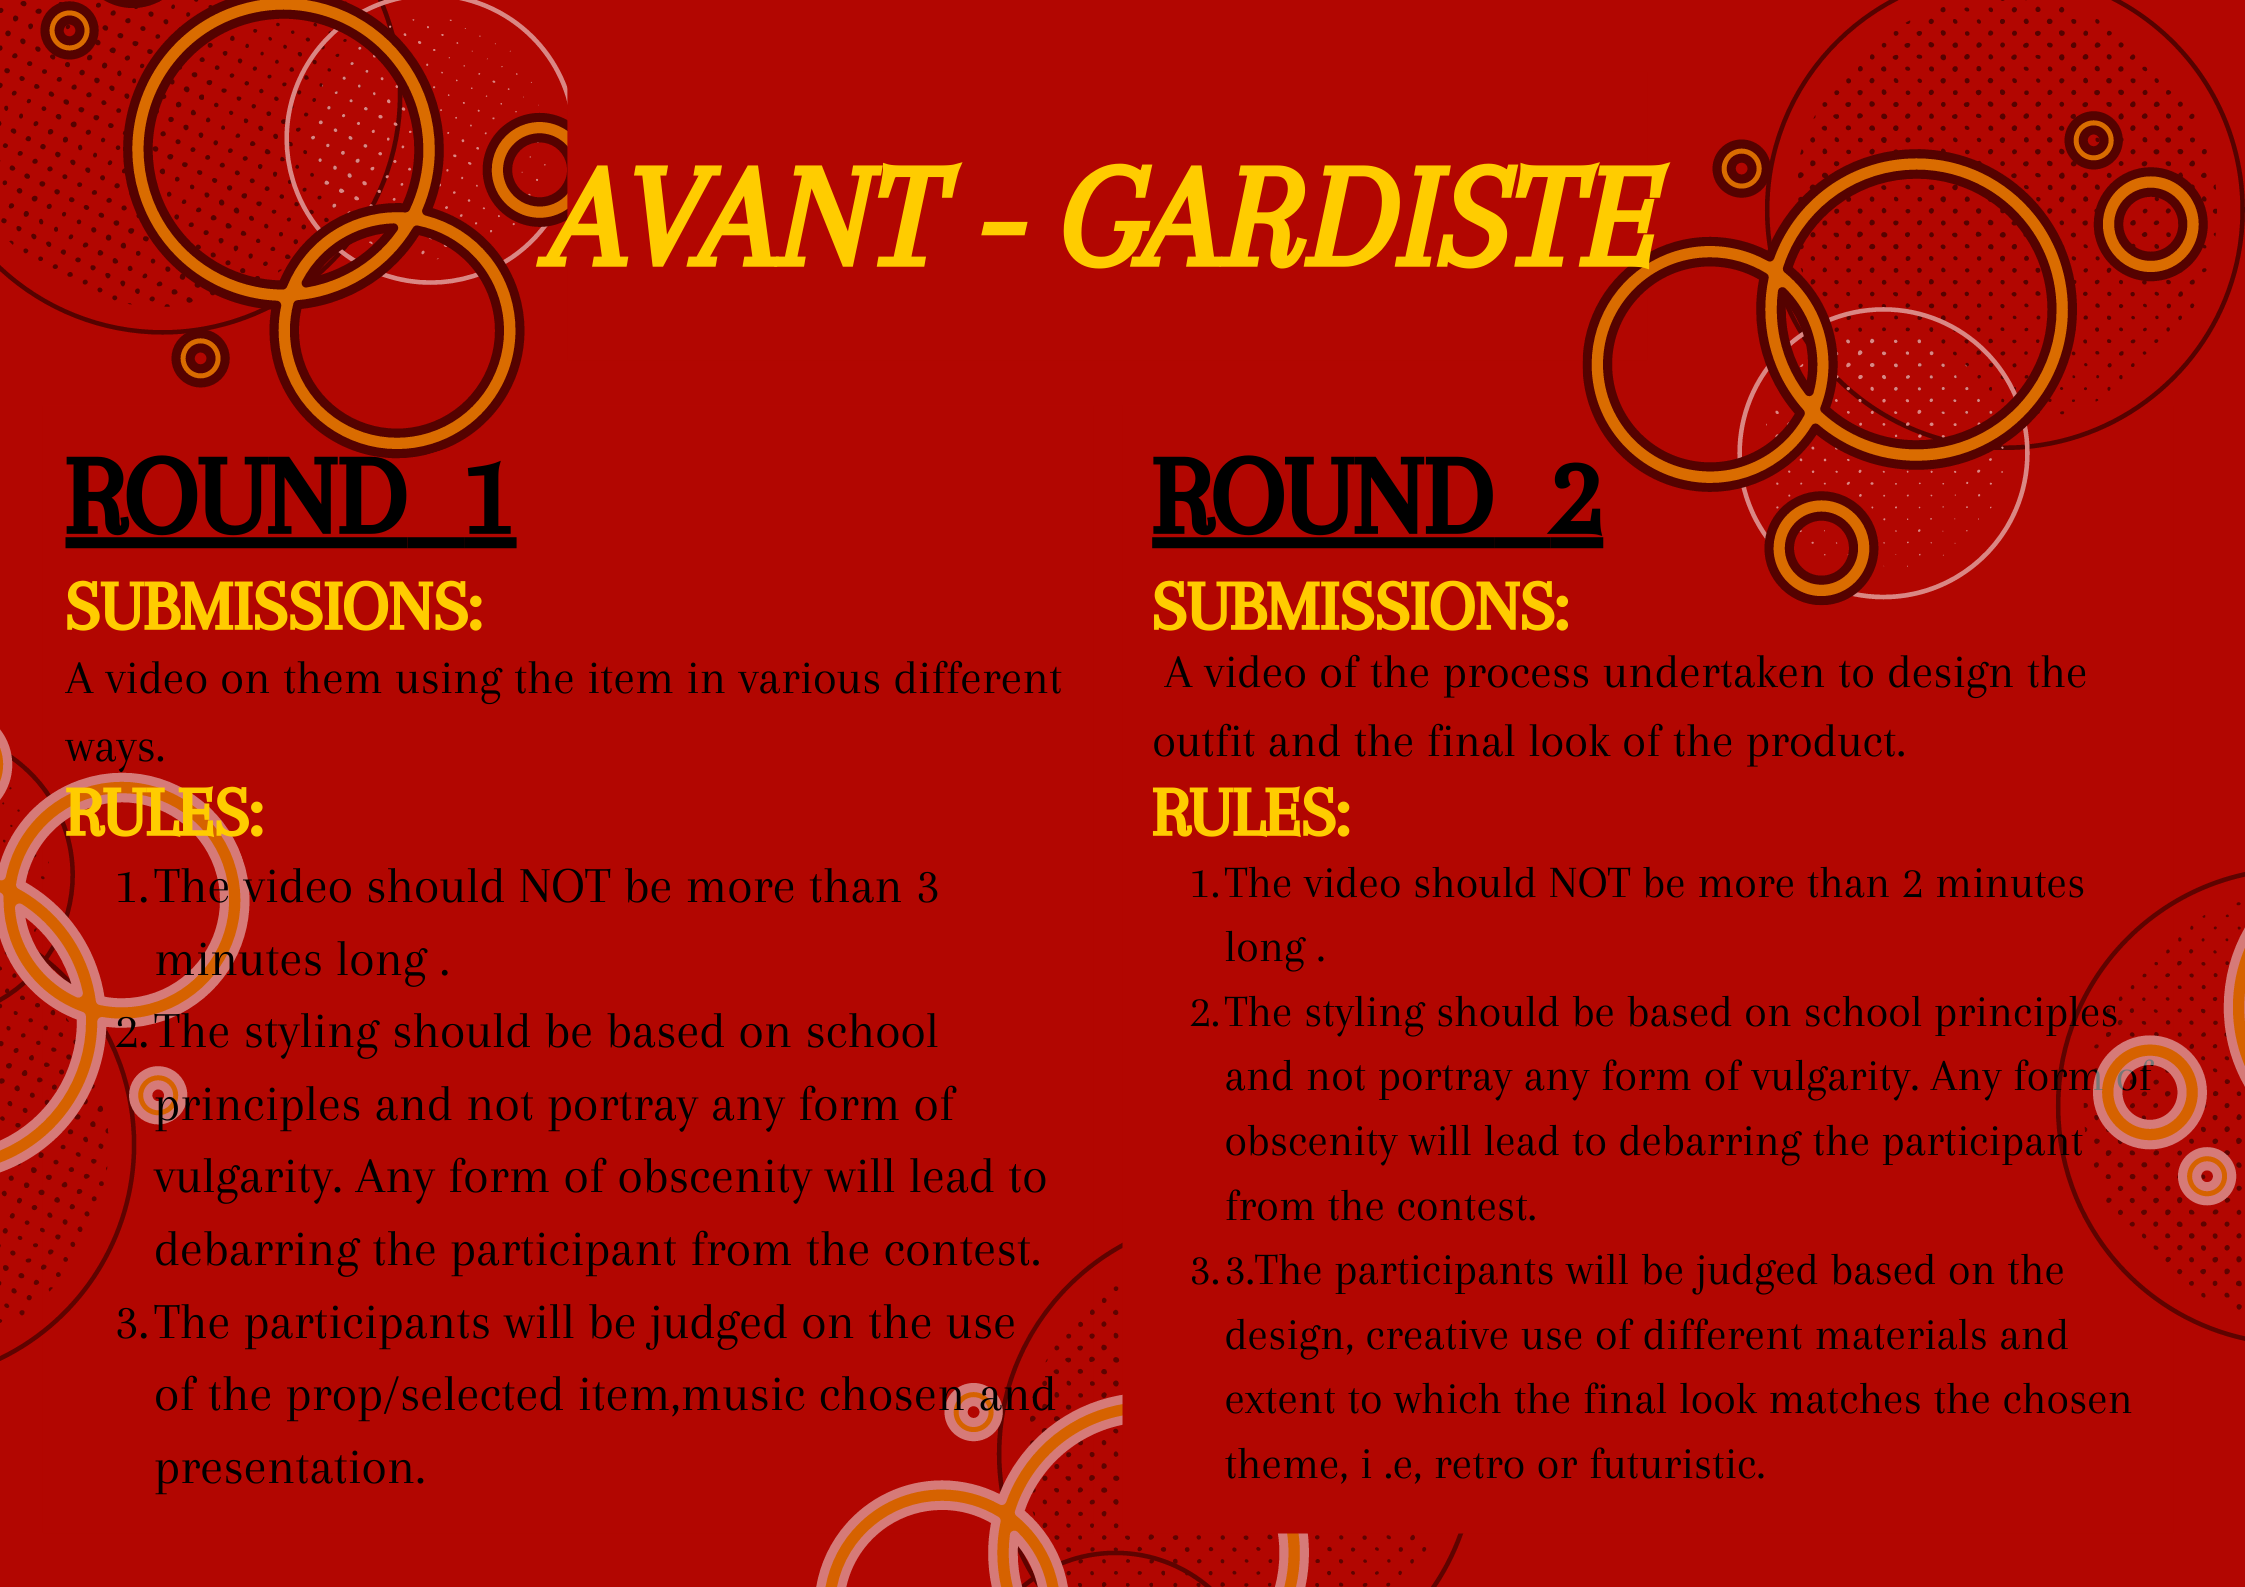 AVANT - GARDISTE
ROUND 1
SUBMISSIONS:
A video on them using the item in various different
ways.
RULES:
1. The video should NOT be more than 3
minutes long .
2. The styling should be based on school
principles and not portray any form of
vulgarity. Any form of obscenity will lead to
debarring the participant from the contest.
3. The participants will be judged on the use
of the prop/selected item,music chosen and
presentation.
ROUND 2
SUBMISSIONS:
A video of the process undertaken to design the
outfit and the final look of the product.
RULES:
1. The video should NOT be more than 2 minutes
long .
2. The styling should be based on school principles
and not portray any form of vulgarity. Any form of
obscenity will lead to debarring the participant
from the contest.
3. 3.The participants will be judged based on the
design, creative use of different materials and
extent to which the final look matches the chosen
theme, i .e, retro or futuristic.